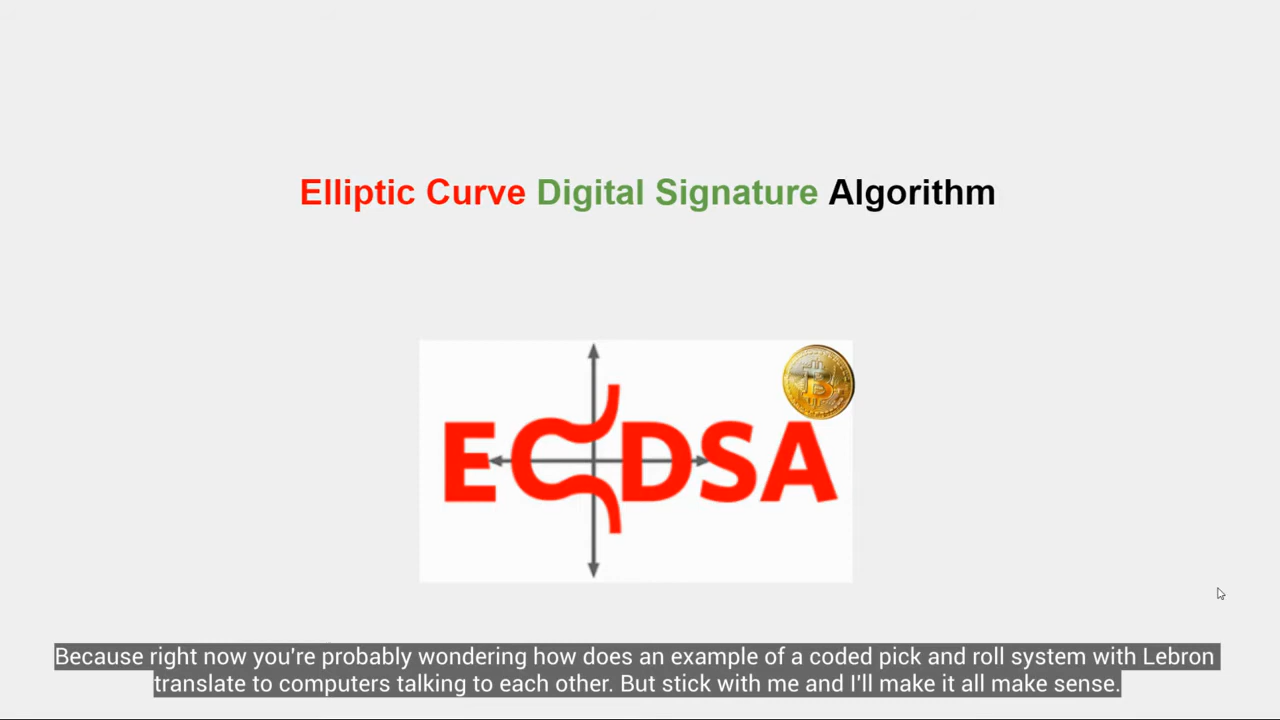 Elliptic Curve Digital Signature Algorithm
ECDSA
Because right now you're probably wondering how does an example of a coded pick and roll system with Lebron
translate to computers talking to each other. But stick with me and I'll make it all make sense.